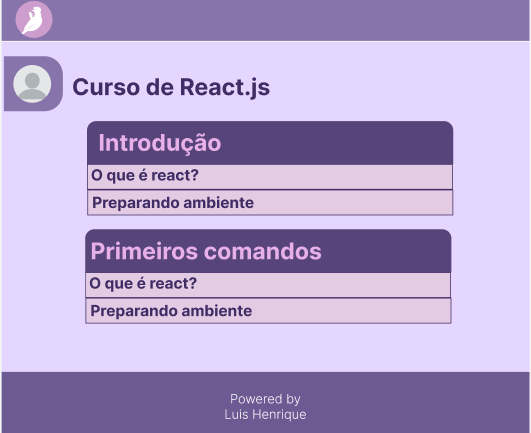 Curso de React.js
Introdução
O que é react?
Preparando ambiente
Primeiros comandos
O que é react?
Preparando ambiente
Powered by
Luis Henrique